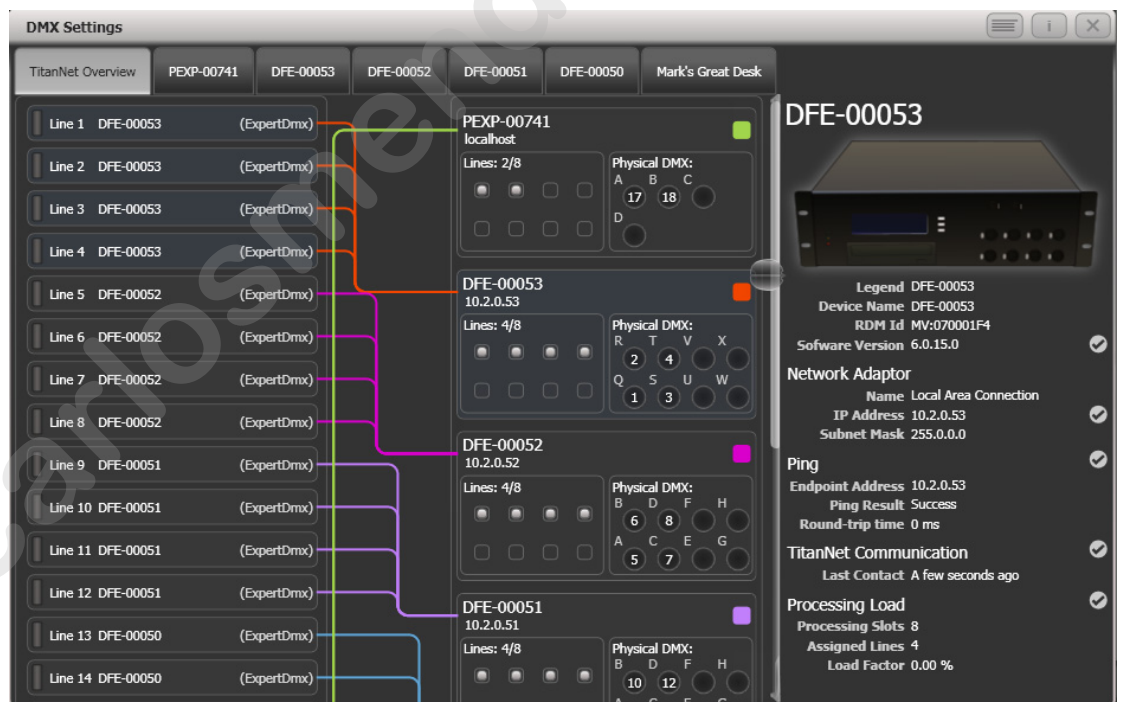 DMX Settings
TitanNet Overview PEXP-00741 DFE-00053 DFE-00052 DFE-00051 DFE-00050 Mark's Great Desk
Line 1 DFE-00053 (ExpertDmx)
Line 2 DFE-00053 (ExpertDmx)
Line 3 DFE-00053 (ExpertDmx)
Line 4 DFE-00053 (ExpertDmx)
Line 5 DFE-00052 (ExpertDmx)
Line 6 DFE-00052 (ExpertDmx)
Line 7 DFE-00052 (ExpertDmx)
Line 8 DFE-00052 (ExpertDmx)
Line 9 DFE-00051 (ExpertDmx)
Line 10 DFE-00051 (ExpertDmx)
Line 11 DFE-00051 (ExpertDmx)
Line 12 DFE-00051 (ExpertDmx)
Line 13 DFE-00050 (ExpertDmx)
Line 14 DFE-00050 (ExpertDmx)
PEXP-00741
localhost
Lines: 2/8 Physical DMX:
A B C
17 18
D
DFE-00053
10.2.0.53
Lines: 4/8 Physical DMX:
R T V X
2 4
Q S U W
1 3
DFE-00052
10.2.0.52
Lines: 4/8 Physical DMX:
B D F H
6 8
A C E G
5 7
DFE-00051
10.2.0.51
Lines: 4/8 Physical DMX:
B D F H
10 12
A C E G
DFE-00053
Legend DFE-00053
Device Name DFE-00053
RDM Id MV:070001F4
Sofware Version 6.0.15.0
Network Adaptor
Name Local Area Connection
IP Address 10.2.0.53
Subnet Mask 255.0.0.0
Ping
Endpoint Address 10.2.0.53
Ping Result Success
Round-trip time 0 ms
TitanNet Communication
Last Contact A few seconds ago
Processing Load
Processing Slots 8
Assigned Lines 4
Load Factor 0.00 %